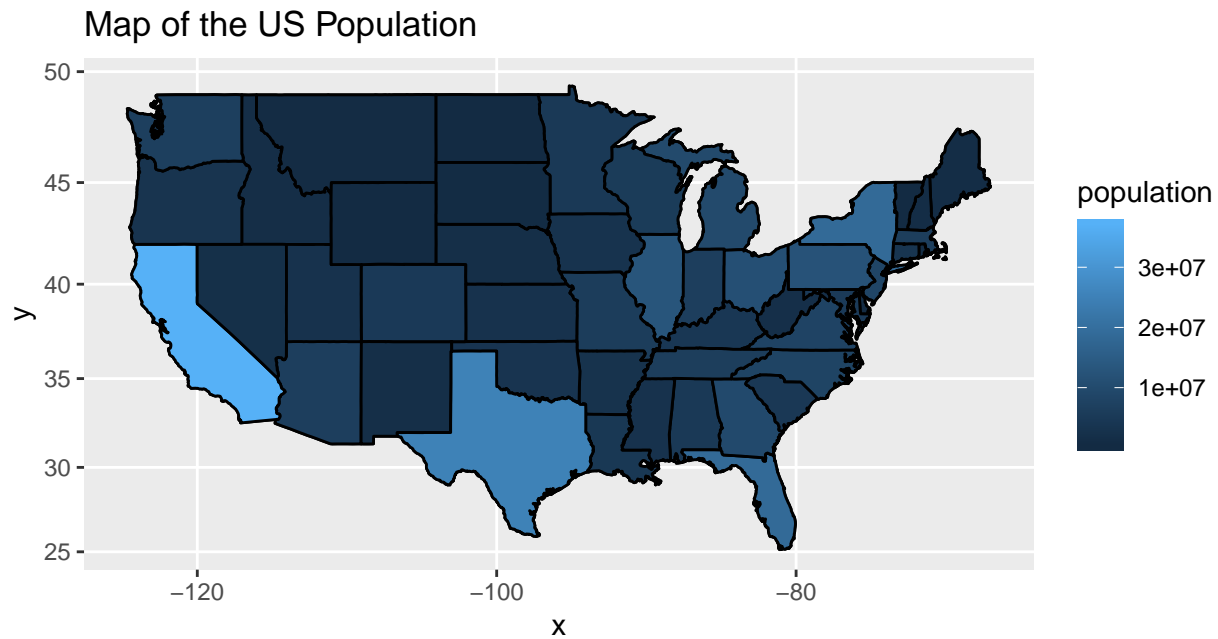 Map of the US Population
50
45
40
35
30
25
y
−120
−100
−80
x
population
3e+07
2e+07
1e+07